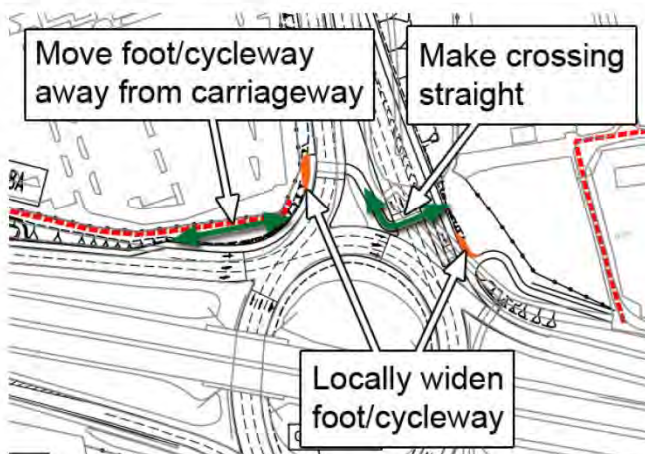 Move foot/cycleway
away from carriageway
Make crossing
straight
Locally widen
foot/cycleway